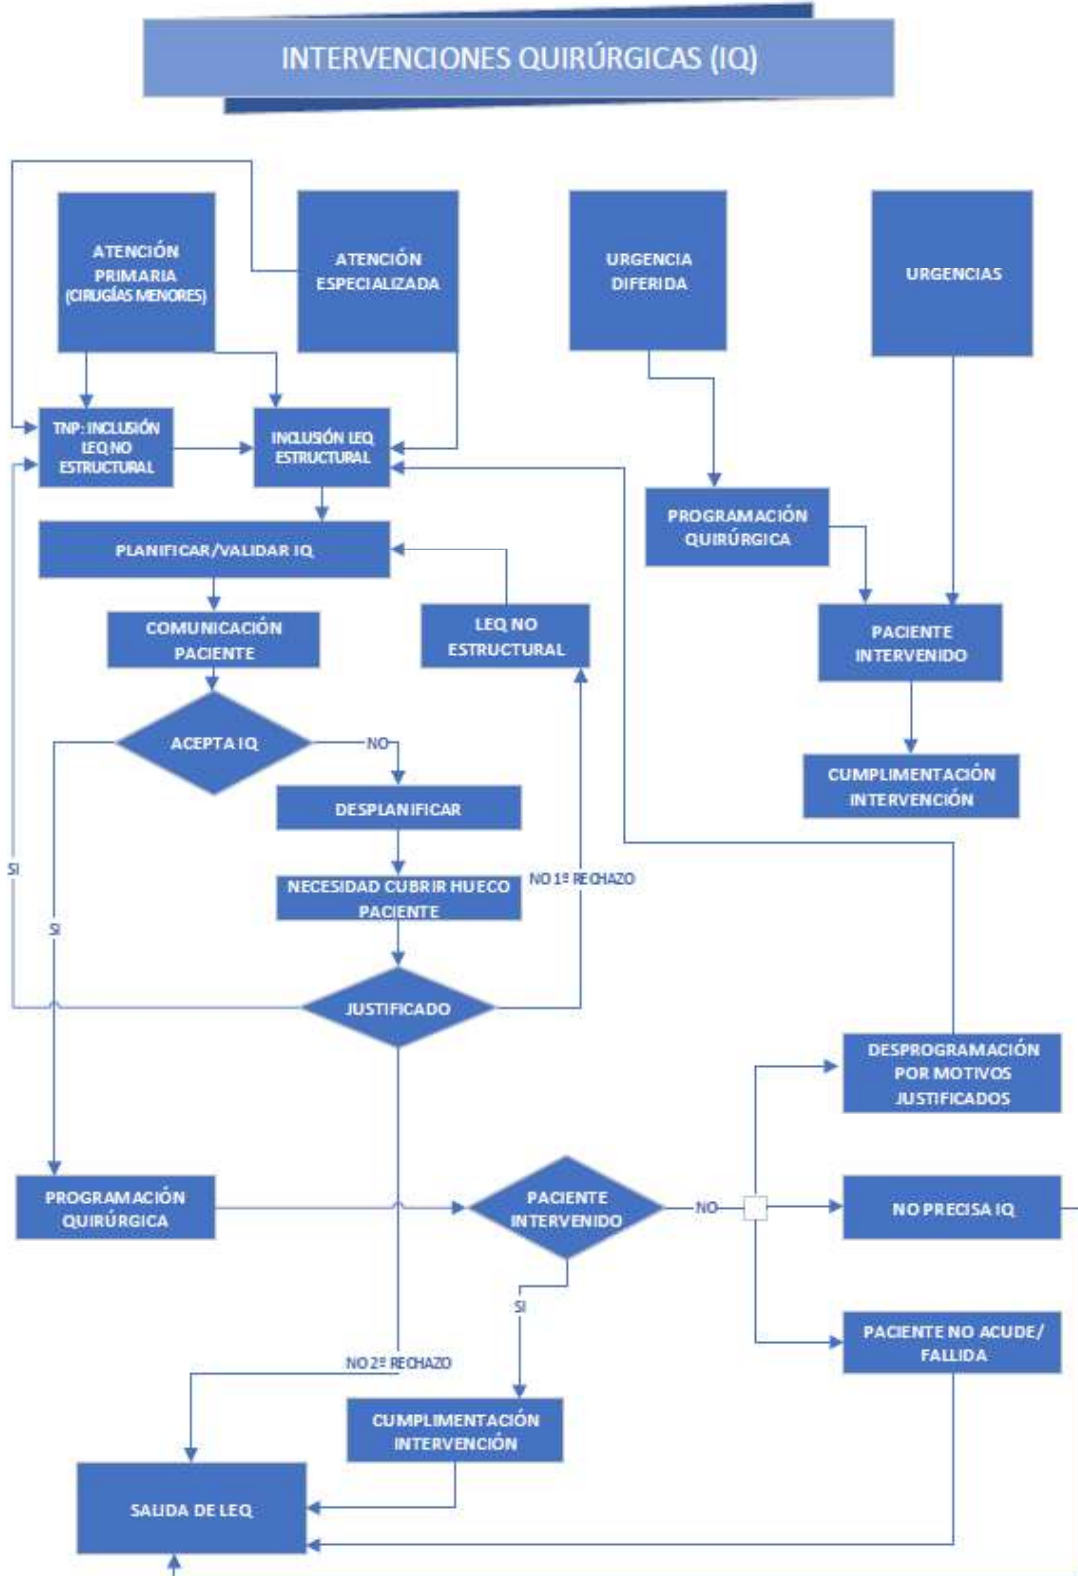 INTERVENCIONES QUIRÚRGICAS (IQ)
ATENCIÓN
PRIMARIA
(CIRUGÍAS MENORES)
ATENCIÓN
ESPECIALIZADA
URGENCIA
DIFERIDA
URGENCIAS
TNP: INCLUSIÓN
LEQ NO
ESTRUCTURAL
INCLUSIÓN LEQ
ESTRUCTURAL
PROGRAMACIÓN
QUIRÚRGICA
PLANIFICAR/VALIDAR IQ
COMUNICACIÓN
PACIENTE
LEQ NO
ESTRUCTURAL
PACIENTE
INTERVENIDO
ACEPTA IQ
NO
CUMPLIMENTACIÓN
INTERVENCIÓN
DESPLANIFICAR
SI
NO 1º RECHAZO
NECESIDAD CUBRIR HUECO
PACIENTE
SI
JUSTIFICADO
DESPROGRAMACIÓN
POR MOTIVOS
JUSTIFICADOS
PROGRAMACIÓN
QUIRÚRGICA
PACIENTE
INTERVENIDO
NO
NO PRECISA IQ
SI
PACIENTE NO ACUDE/
FALLIDA
NO 2º RECHAZO
CUMPLIMENTACIÓN
INTERVENCIÓN
SALIDA DE LEQ